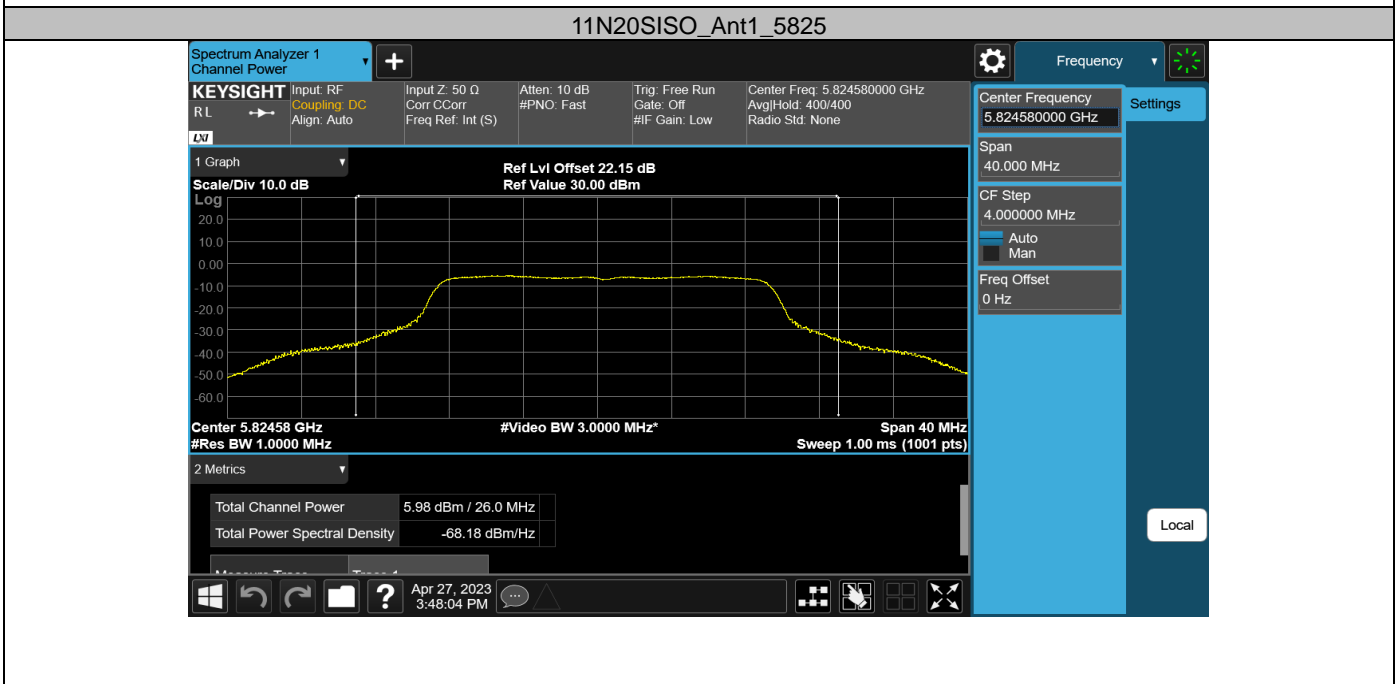 11N20SISO_Ant1_5825
Spectrum Analyzer 1
Channel Power
Frequency
KEYSIGHT
R L
LXI
Input: RF
Coupling: DC
Align: Auto
Input Z: 50 Ω
Corr CCorr
Freq Ref: Int (S)
Atten: 10 dB
#PNO: Fast
Trig: Free Run
Gate: Off
#IF Gain: Low
Center Freq: 5.824580000 GHz
Avg|Hold: 400/400
Radio Std: None
Center Frequency
5.824580000 GHz
Settings
Span
40.000 MHz
CF Step
4.000000 MHz
Auto
Man
Freq Offset
0 Hz
Local
1 Graph
Scale/Div 10.0 dB
Ref Lvl Offset 22.15 dB
Ref Value 30.00 dBm
Log
20.0
10.0
0.00
-10.0
-20.0
-30.0
-40.0
-50.0
-60.0
Center 5.82458 GHz
#Video BW 3.0000 MHz*
Span 40 MHz
#Res BW 1.0000 MHz
Sweep 1.00 ms (1001 pts)
2 Metrics
Total Channel Power 5.98 dBm / 26.0 MHz
Total Power Spectral Density -68.18 dBm/Hz
Measure Trace Trace 1
?
Apr 27, 2023
3:48:04 PM